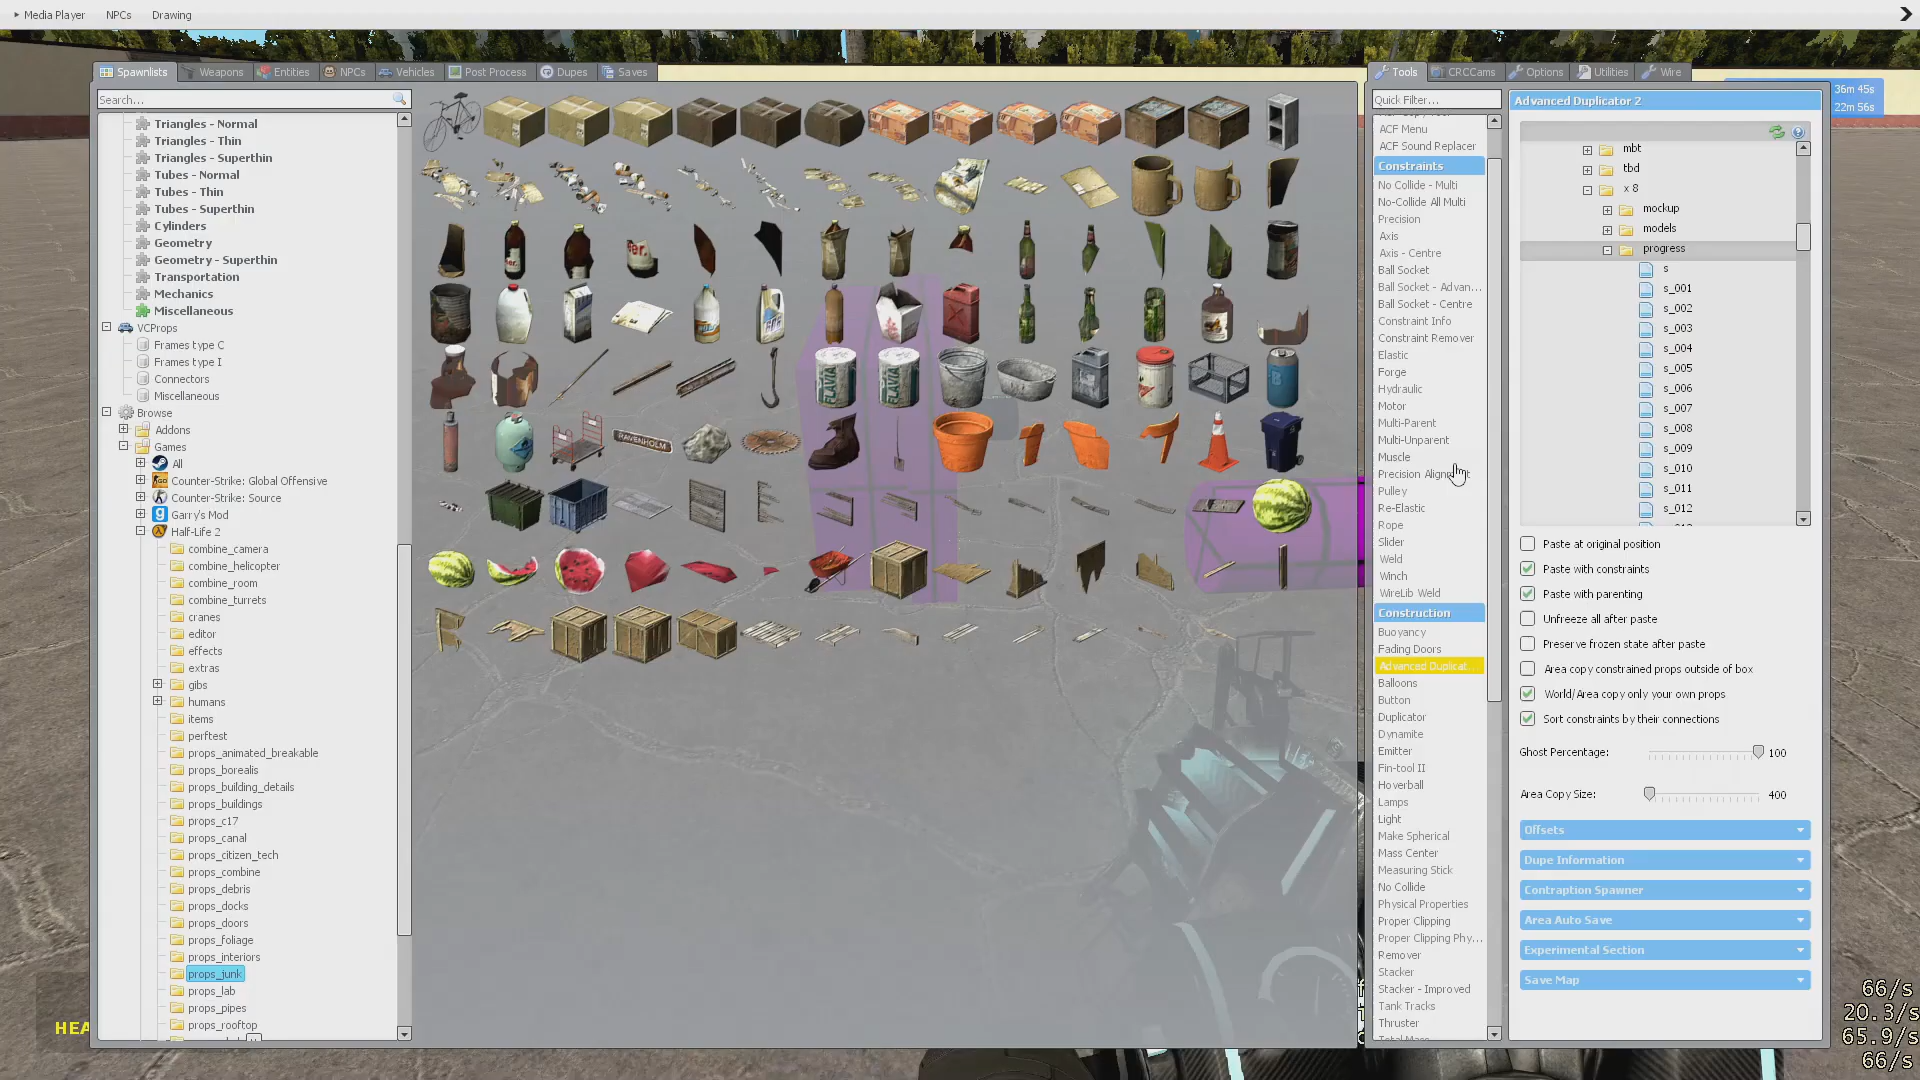 Media Player
NPCs
Drawing
Spawnlists
Weapons
Entities
NPCs
Vehicles
Post Process
Dupes
Saves
Search...
Triangles - Normal
Triangles - Thin
Triangles - Superthin
Tubes - Normal
Tubes - Thin
Tubes - Superthin
Cylinders
Geometry
Geometry - Superthin
Transportation
Mechanics
Miscellaneous
VCProps
Frames type C
Frames type I
Connectors
Miscellaneous
Browse
Addons
Games
All
Counter-Strike: Global Offensive
Counter-Strike: Source
Garry's Mod
Half-Life 2
combine_camera
combine_helicopter
combine_room
combine_turrets
cranes
editor
effects
extras
gibs
humans
items
perftest
props_animated_breakable
props_borealis
props_building_details
props_buildings
props_c17
props_canal
props_citizen_tech
props_combine
props_debris
props_docks
props_doors
props_foliage
props_interiors
props_junk
props_lab
props_pipes
props_rooftop
FLAVIA
FLAVIA
RAVENHOLM
HEA
Tools
CRCCams
Options
Utilities
Wire
Quick Filter...
ACF Menu
ACF Sound Replacer
Constraints
No Collide - Multi
No-Collide All Multi
Precision
Axis
Axis - Centre
Ball Socket
Ball Socket - Advan...
Ball Socket - Centre
Constraint Info
Constraint Remover
Elastic
Forge
Hydraulic
Motor
Multi-Parent
Multi-Unparent
Muscle
Precision Alignment
Pulley
Re-Elastic
Rope
Slider
Weld
Winch
WireLib Weld
Construction
Buoyancy
Fading Doors
Advanced Duplicat...
Balloons
Button
Duplicator
Dynamite
Emitter
Fin-tool II
Hoverball
Lamps
Light
Make Spherical
Mass Center
Measuring Stick
No Collide
Physical Properties
Proper Clipping
Proper Clipping Phy...
Remover
Stacker
Stacker - Improved
Tank Tracks
Thruster
Advanced Duplicator 2
mbt
tbd
x 8
mockup
models
progress
s
s_001
s_002
s_003
s_004
s_005
s_006
s_007
s_008
s_009
s_010
s_011
s_012
Paste at original position
Paste with constraints
Paste with parenting
Unfreeze all after paste
Preserve frozen state after paste
Area copy constrained props outside of box
World/Area copy only your own props
Sort constraints by their connections
Ghost Percentage: 100
Area Copy Size: 400
Offsets
Dupe Information
Contraption Spawner
Area Auto Save
Experimental Section
Save Map
36m 45s
22m 56s
66/s
20.3/s
65.9/s
66/s